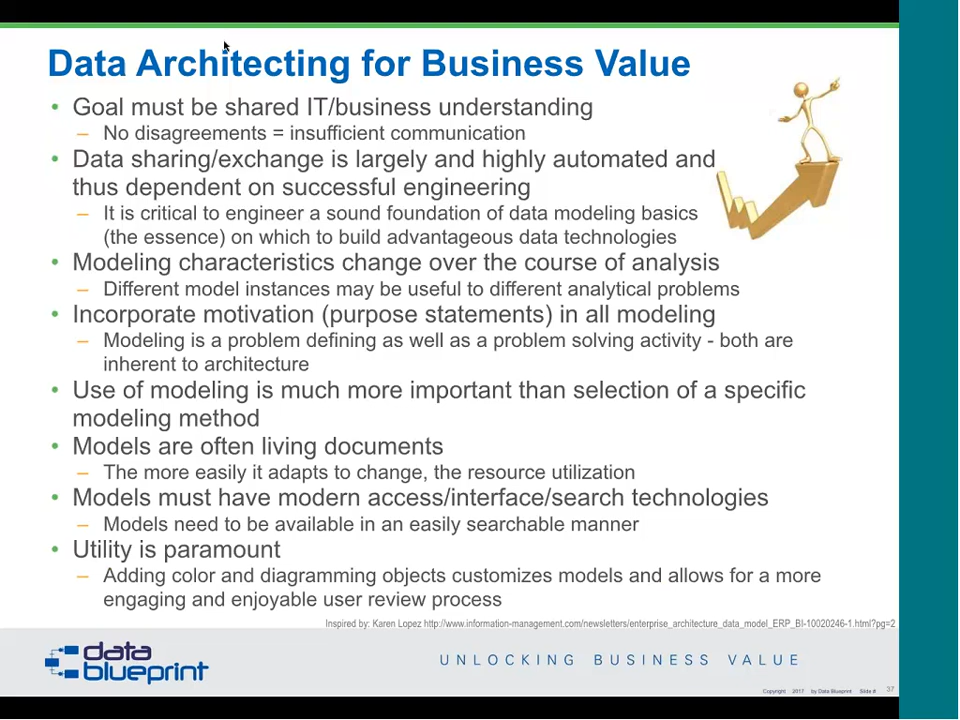 Data Architecting for Business Value
• Goal must be shared IT/business understanding
– No disagreements = insufficient communication
• Data sharing/exchange is largely and highly automated and
thus dependent on successful engineering
– It is critical to engineer a sound foundation of data modeling basics
(the essence) on which to build advantageous data technologies
• Modeling characteristics change over the course of analysis
– Different model instances may be useful to different analytical problems
• Incorporate motivation (purpose statements) in all modeling
– Modeling is a problem defining as well as a problem solving activity - both are
inherent to architecture
• Use of modeling is much more important than selection of a specific
modeling method
• Models are often living documents
– The more easily it adapts to change, the resource utilization
• Models must have modern access/interface/search technologies
– Models need to be available in an easily searchable manner
• Utility is paramount
– Adding color and diagramming objects customizes models and allows for a more
engaging and enjoyable user review process
Inspired by: Karen Lopez http://www.information-management.com/newsletters/enterprise_architecture_data_model_ERP_BI-10020246-1.html?pg=2
data
blueprint
UNLOCKING BUSINESS VALUE
Copyright 2017 by Data Blueprint Slide # 37